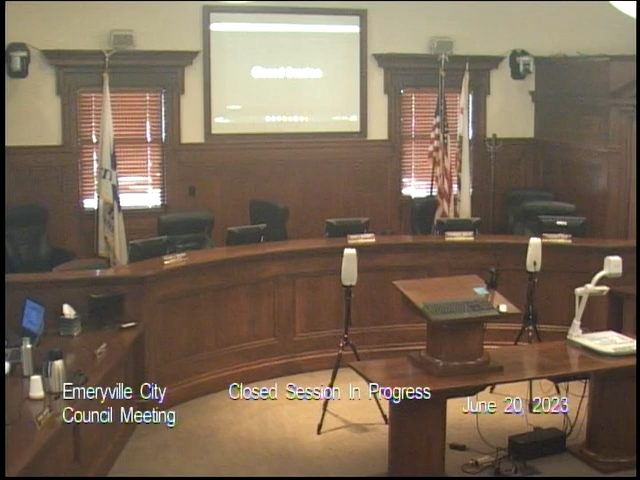 Closed Session
Emeryville City Closed Session In Progress June 20, 2023
Council Meeting